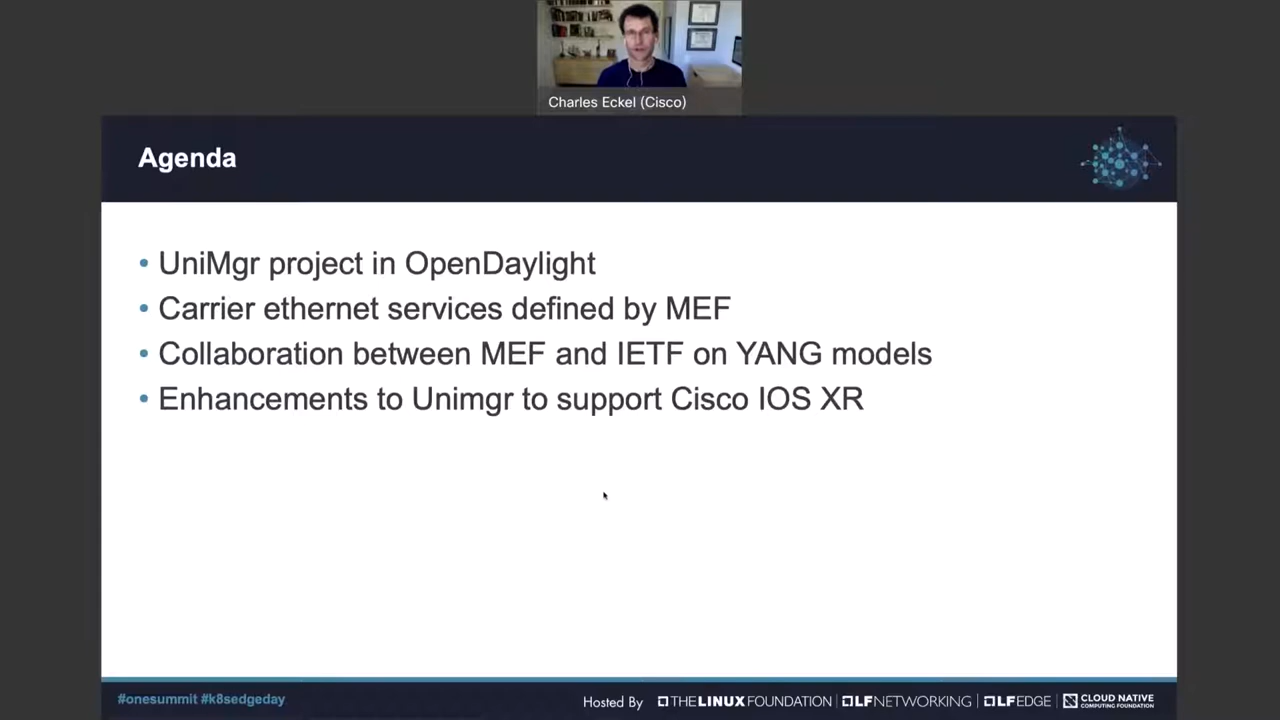 Charles Eckel (Cisco)
Agenda
• UniMgr project in OpenDaylight
• Carrier ethernet services defined by MEF
• Collaboration between MEF and IETF on YANG models
• Enhancements to Unimgr to support Cisco IOS XR
#onesummit #k8sedgeday
Hosted By THE LINUX FOUNDATION LFNETWORKING LFEDGE CLOUD NATIVE COMPUTING FOUNDATION